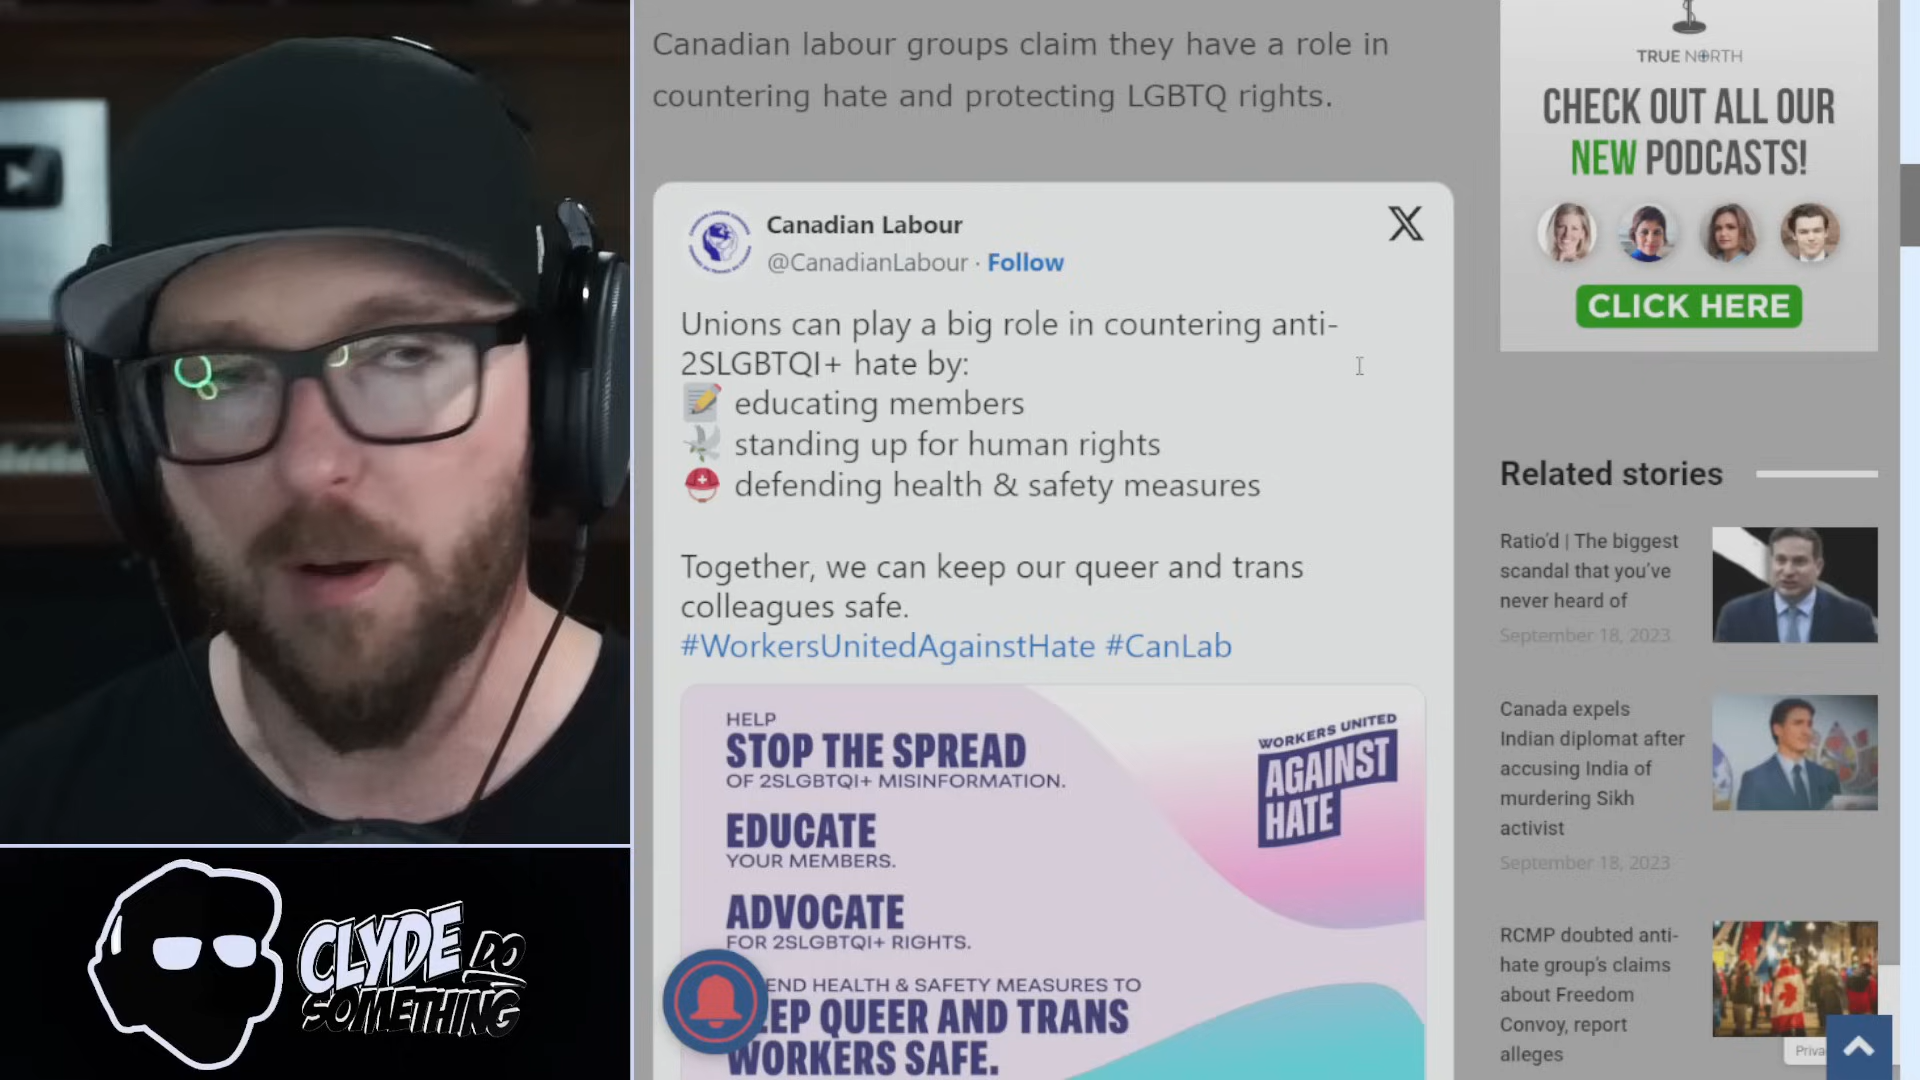 Canadian labour groups claim they have a role in
countering hate and protecting LGBTQ rights.
Canadian Labour
@CanadianLabour · Follow
Unions can play a big role in countering anti-
2SLGBTQI+ hate by:
educating members
standing up for human rights
defending health & safety measures
Together, we can keep our queer and trans
colleagues safe.
#WorkersUnitedAgainstHate #CanLab
HELP
STOP THE SPREAD
OF 2SLGBTQI+ MISINFORMATION.
EDUCATE
YOUR MEMBERS.
ADVOCATE
FOR 2SLGBTQI+ RIGHTS.
END HEALTH & SAFETY MEASURES TO
EEP QUEER AND TRANS
WORKERS SAFE.
WORKERS UNITED
AGAINST
HATE
TRUE NORTH
CHECK OUT ALL OUR
NEW PODCASTS!
CLICK HERE
Related stories
Ratio'd | The biggest
scandal that you've
never heard of
September 18, 2023
Canada expels
Indian diplomat after
accusing India of
murdering Sikh
activist
September 18, 2023
RCMP doubted anti-
hate group's claims
about Freedom
Convoy, report
alleges
Priva
CLYDE DO
SOMETHING